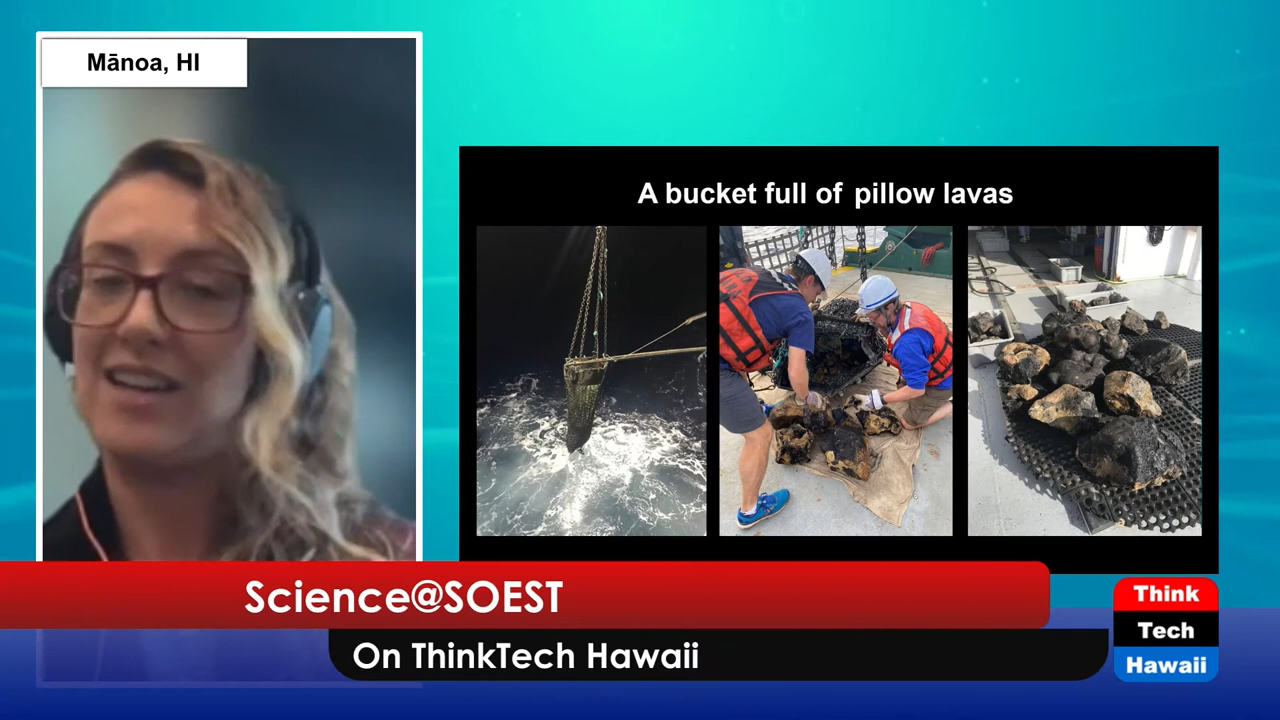 Mānoa, HI
A bucket full of pillow lavas
Science@SOEST
On ThinkTech Hawaii
Think
Tech
Hawaii